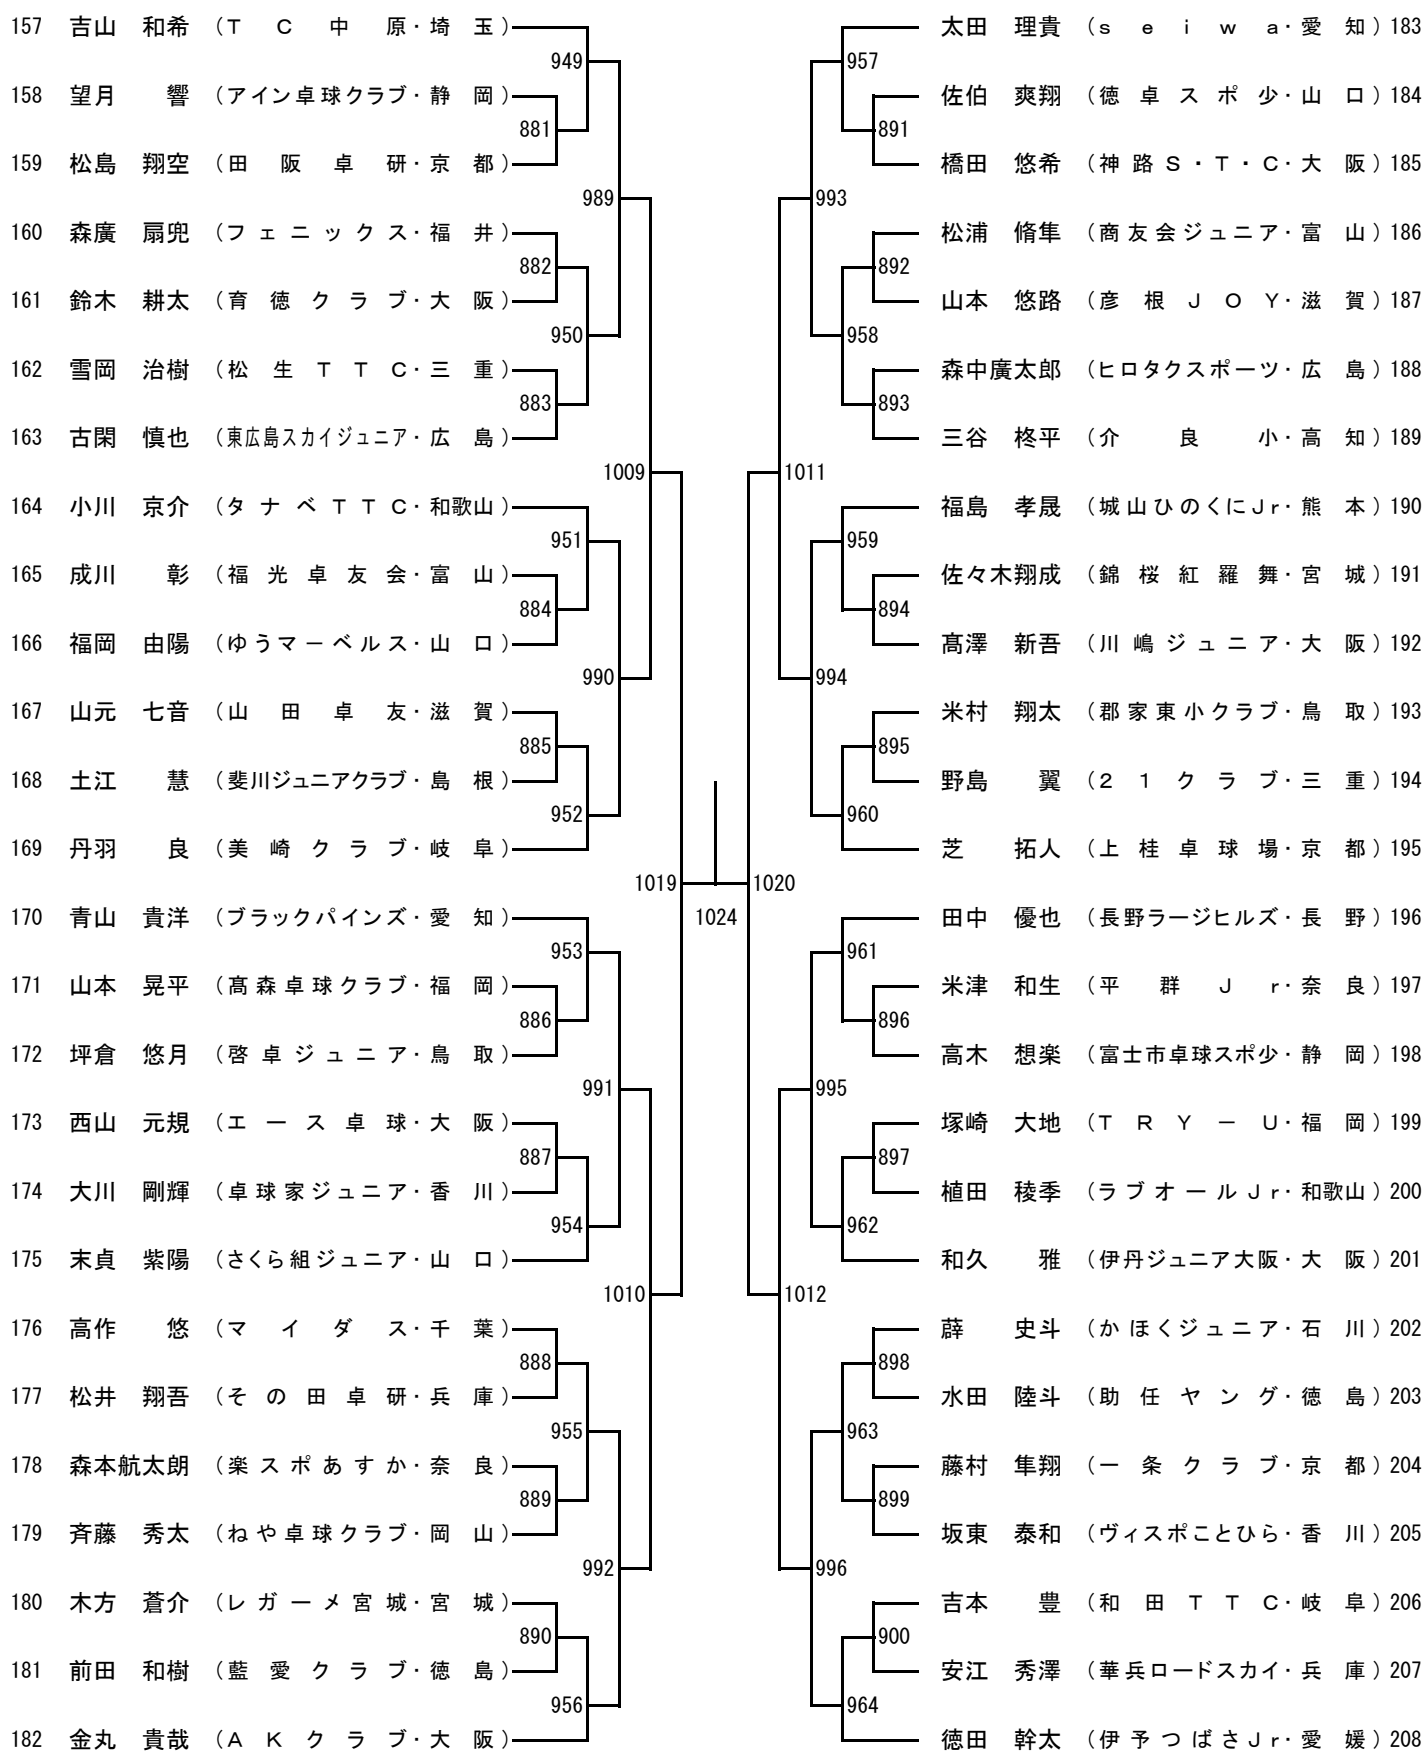 157 吉山 和希 (TC中原・埼玉)
949
158 望月 響 (アイン卓球クラブ・静岡)
881
159 松島 翔空 (田阪卓研・京都)
989
160 森廣 扇兜 (フェニックス・福井)
882
161 鈴木 耕太 (育徳クラブ・大阪)
950
162 雪岡 治樹 (松生TTC・三重)
883
163 古閑 慎也 (東広島スカイジュニア・広島)
1009
164 小川 京介 (タナベTTC・和歌山)
951
165 成川 彰 (福光卓友会・富山)
884
166 福岡 由陽 (ゆうマーベルス・山口)
990
167 山元 七音 (山田卓友・滋賀)
885
168 土江 慧 (斐川ジュニアクラブ・島根)
952
169 丹羽 良 (美崎クラブ・岐阜)
1019
170 青山 貴洋 (ブラックパインズ・愛知)
953
171 山本 晃平 (髙森卓球クラブ・福岡)
886
172 坪倉 悠月 (啓卓ジュニア・鳥取)
991
173 西山 元規 (エース卓球・大阪)
887
174 大川 剛輝 (卓球家ジュニア・香川)
954
175 末貞 紫陽 (さくら組ジュニア・山口)
1010
176 高作 悠 (マイダス・千葉)
888
177 松井 翔吾 (その田卓研・兵庫)
955
178 森本航太朗 (楽スポあすか・奈良)
889
179 斉藤 秀太 (ねや卓球クラブ・岡山)
992
180 木方 蒼介 (レガーメ宮城・宮城)
890
181 前田 和樹 (藍愛クラブ・徳島)
956
182 金丸 貴哉 (AKクラブ・大阪)
1024
太田 理貴 (seiwa・愛知) 183
957
佐伯 爽翔 (徳卓スポ少・山口) 184
891
橋田 悠希 (神路S・T・C・大阪) 185
993
松浦 脩隼 (商友会ジュニア・富山) 186
892
山本 悠路 (彦根JOY・滋賀) 187
958
森中廣太郎 (ヒロタクスポーツ・広島) 188
893
三谷 柊平 (介良小・高知) 189
1011
福島 孝晟 (城山ひのくにJr・熊本) 190
959
佐々木翔成 (錦桜紅羅舞・宮城) 191
894
髙澤 新吾 (川嶋ジュニア・大阪) 192
994
米村 翔太 (郡家東小クラブ・鳥取) 193
895
野島 翼 (21クラブ・三重) 194
960
芝 拓人 (上桂卓球場・京都) 195
1020
田中 優也 (長野ラージヒルズ・長野) 196
961
米津 和生 (平群Jr・奈良) 197
896
高木 想楽 (富士市卓球スポ少・静岡) 198
995
塚崎 大地 (TRY－U・福岡) 199
897
植田 稜季 (ラブオールJr・和歌山) 200
962
和久 雅 (伊丹ジュニア大阪・大阪) 201
1012
薜 史斗 (かほくジュニア・石川) 202
898
水田 陸斗 (助任ヤング・徳島) 203
963
藤村 隼翔 (一条クラブ・京都) 204
899
坂東 泰和 (ヴィスポことひら・香川) 205
996
吉本 豊 (和田TTC・岐阜) 206
900
安江 秀澤 (華兵ロードスカイ・兵庫) 207
964
徳田 幹太 (伊予つばさJr・愛媛) 208